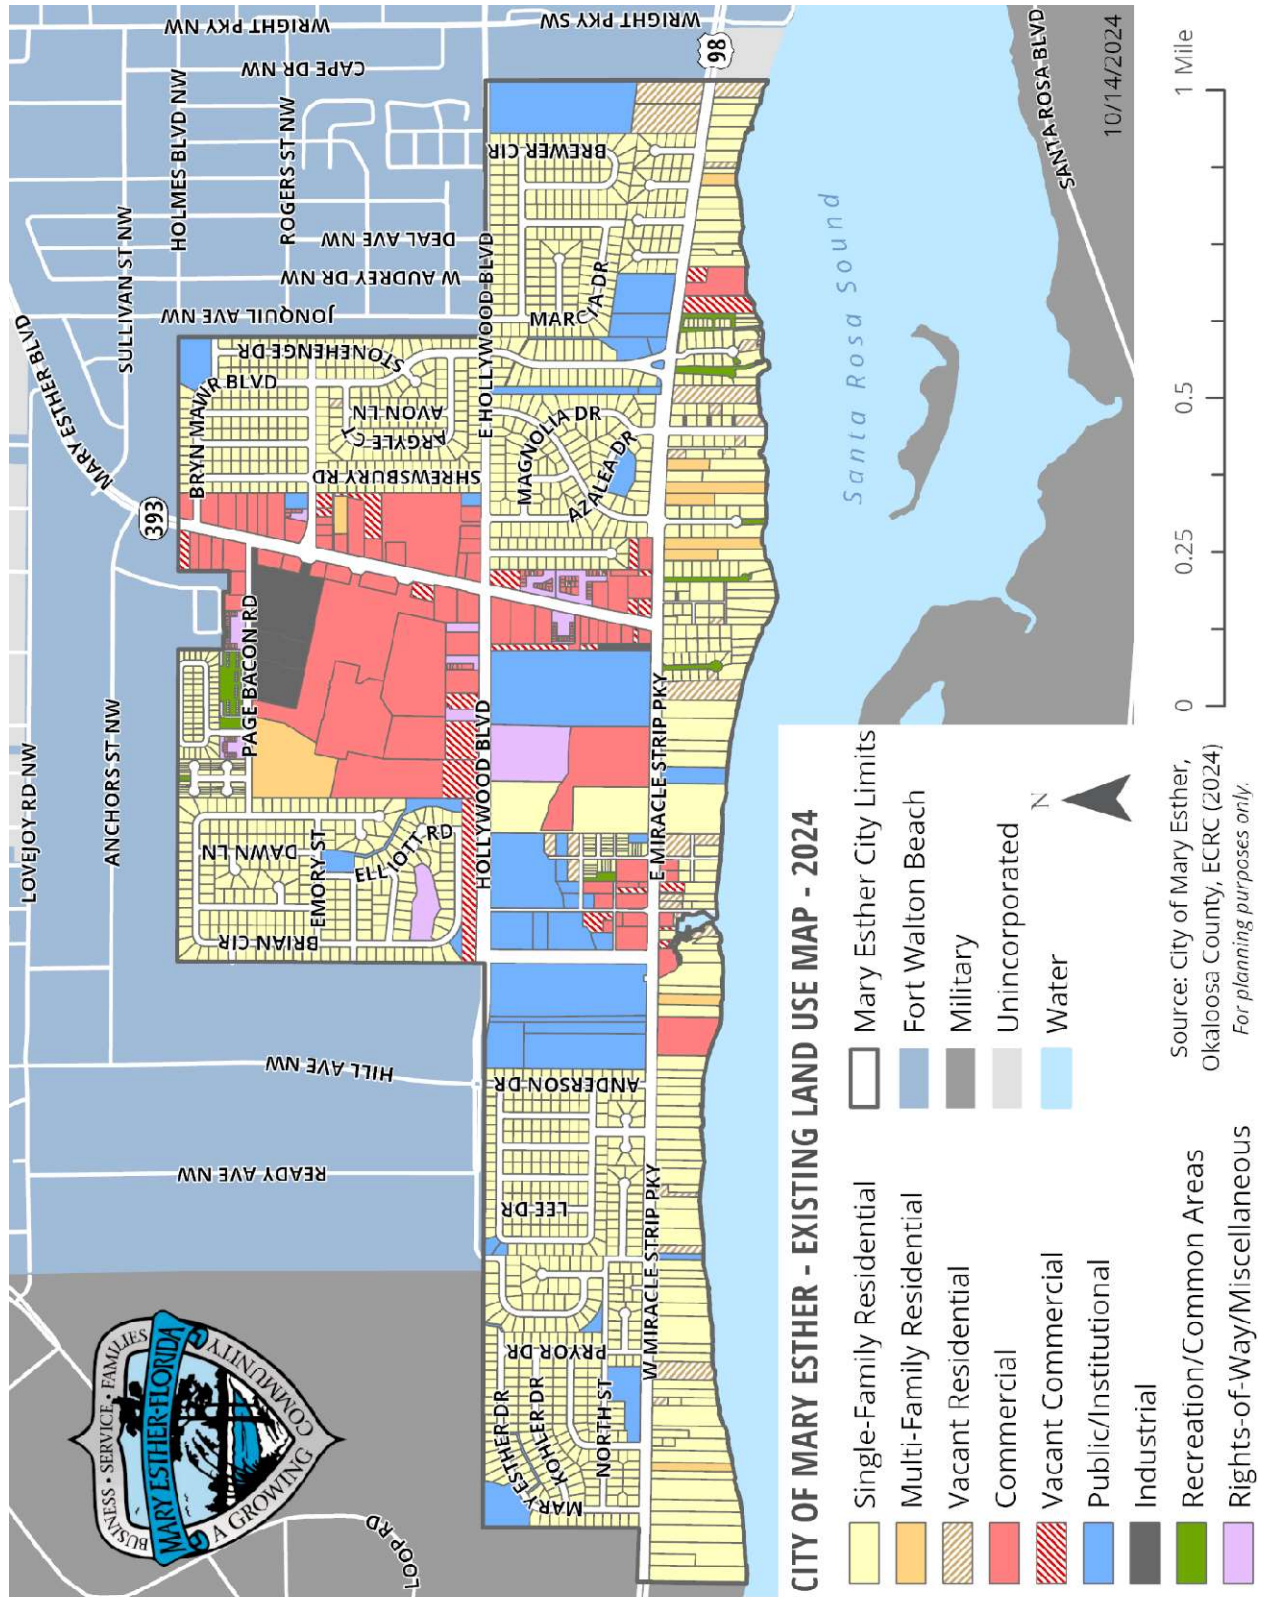 BUSINESS • SERVICE • FAMILIES
MARY ESTHER-FLORIDA
A GROWING
COMMUNITY
LOVEJOY RD NW
ANCHORS ST NW
READY AVE NW
HILL AVE NW
LOOP RD
MARY ESTHER BLVD
393
SULLIVAN ST NW
HOLMES BLVD NW
ROGERS ST NW
WRIGHT PKY NW
CAPE DR NW
WRIGHT PKY SW
DEAL AVE NW
W AUDREY DR NW
JONQUIL AVE NW
STONEHENGE DR
BRYN MAWR BLVD
AVON LN
ARGYLE CT
SHREWSBURY RD
PAGE BACON RD
DAWN LN
EMORY ST
ELLIOTT RD
BRIAN CIR
HOLLYWOOD BLVD
E HOLLYWOOD BLVD
BREWER CIR
MARCIA DR
MAGNOLIA DR
AZALEA DR
ANDERSON DR
LEE DR
PRYOR DR
MARY ESTHER DR
KOHLER DR
NORTH ST
MARY
W MIRACLE STRIP PKY
E MIRACLE STRIP PKY
98
Santa Rosa Sound
SANTA ROSA BLVD
10/14/2024
CITY OF MARY ESTHER - EXISTING LAND USE MAP - 2024
Single-Family Residential
Multi-Family Residential
Vacant Residential
Commercial
Vacant Commercial
Public/Institutional
Industrial
Recreation/Common Areas
Rights-of-Way/Miscellaneous
Mary Esther City Limits
Fort Walton Beach
Military
Unincorporated
Water
N
Source: City of Mary Esther,
Okaloosa County, ECRC (2024)
For planning purposes only.
0 0.25 0.5 1 Mile